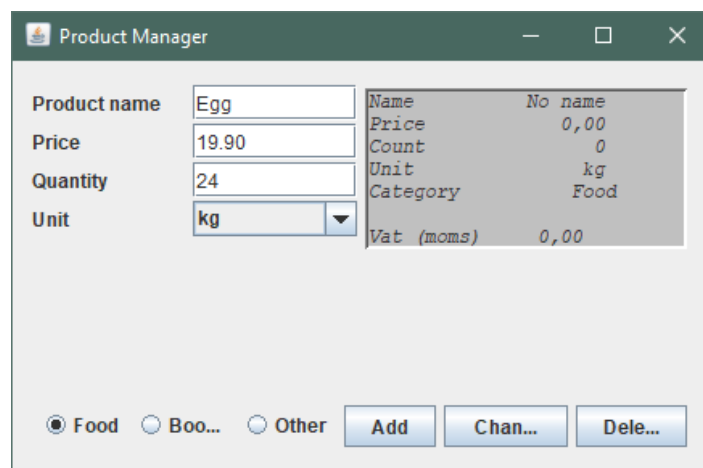 Product Manager
Product name Egg
Price 19.90
Quantity 24
Unit kg
Name No name
Price 0,00
Count 0
Unit kg
Category Food
Vat (moms) 0,00
Food Boo... Other Add Chan... Dele...